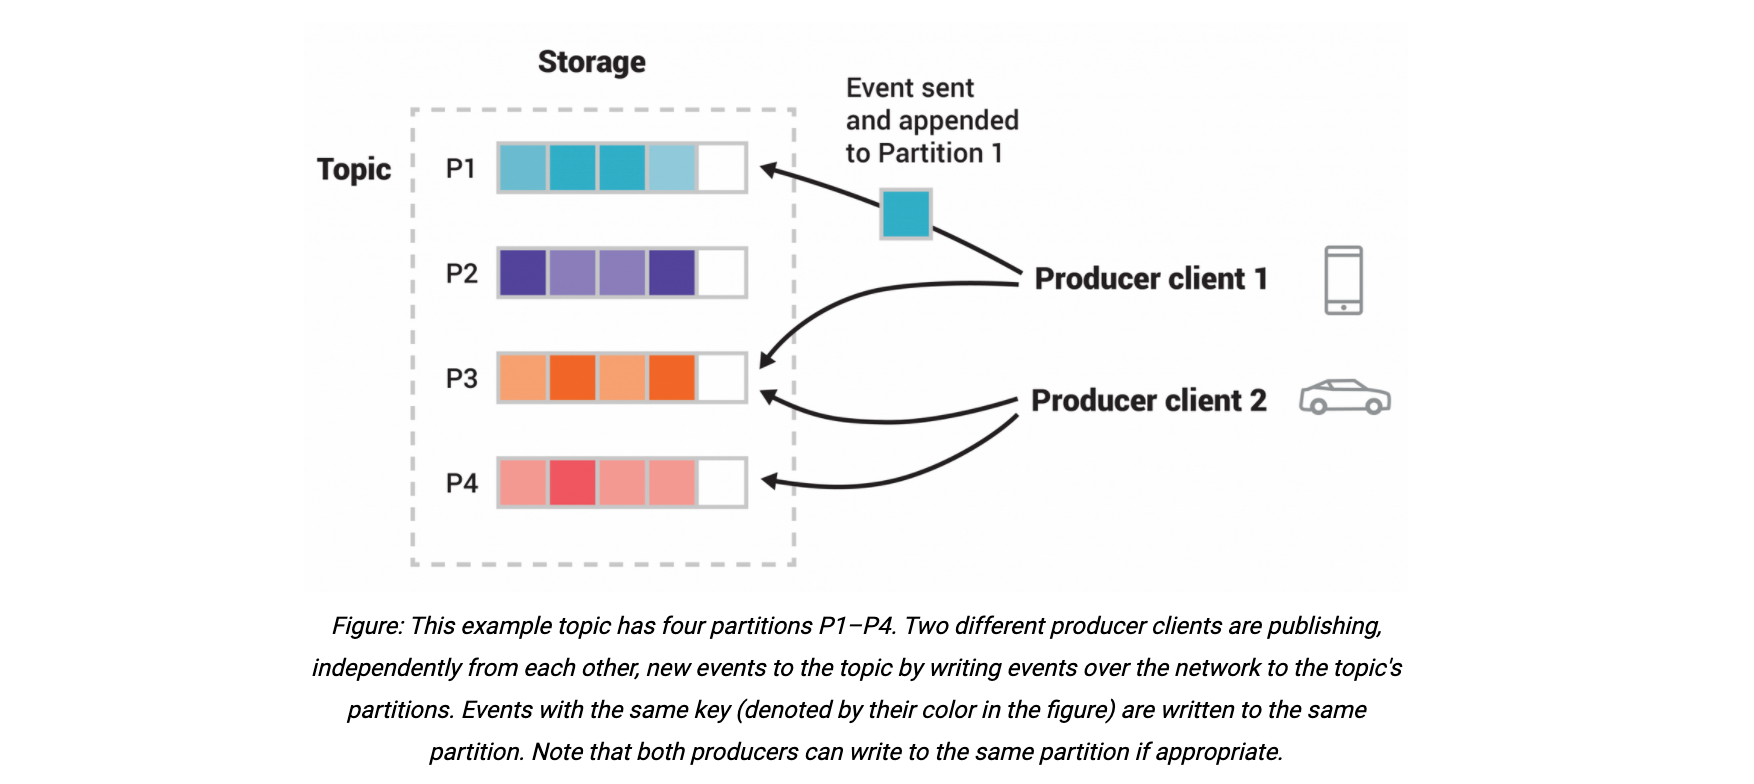 Storage
Event sent
and appended
to Partition 1
Topic
P1
P2
Producer client 1
P3
Producer client 2
P4
Figure: This example topic has four partitions P1–P4. Two different producer clients are publishing,
independently from each other, new events to the topic by writing events over the network to the topic's
partitions. Events with the same key (denoted by their color in the figure) are written to the same
partition. Note that both producers can write to the same partition if appropriate.